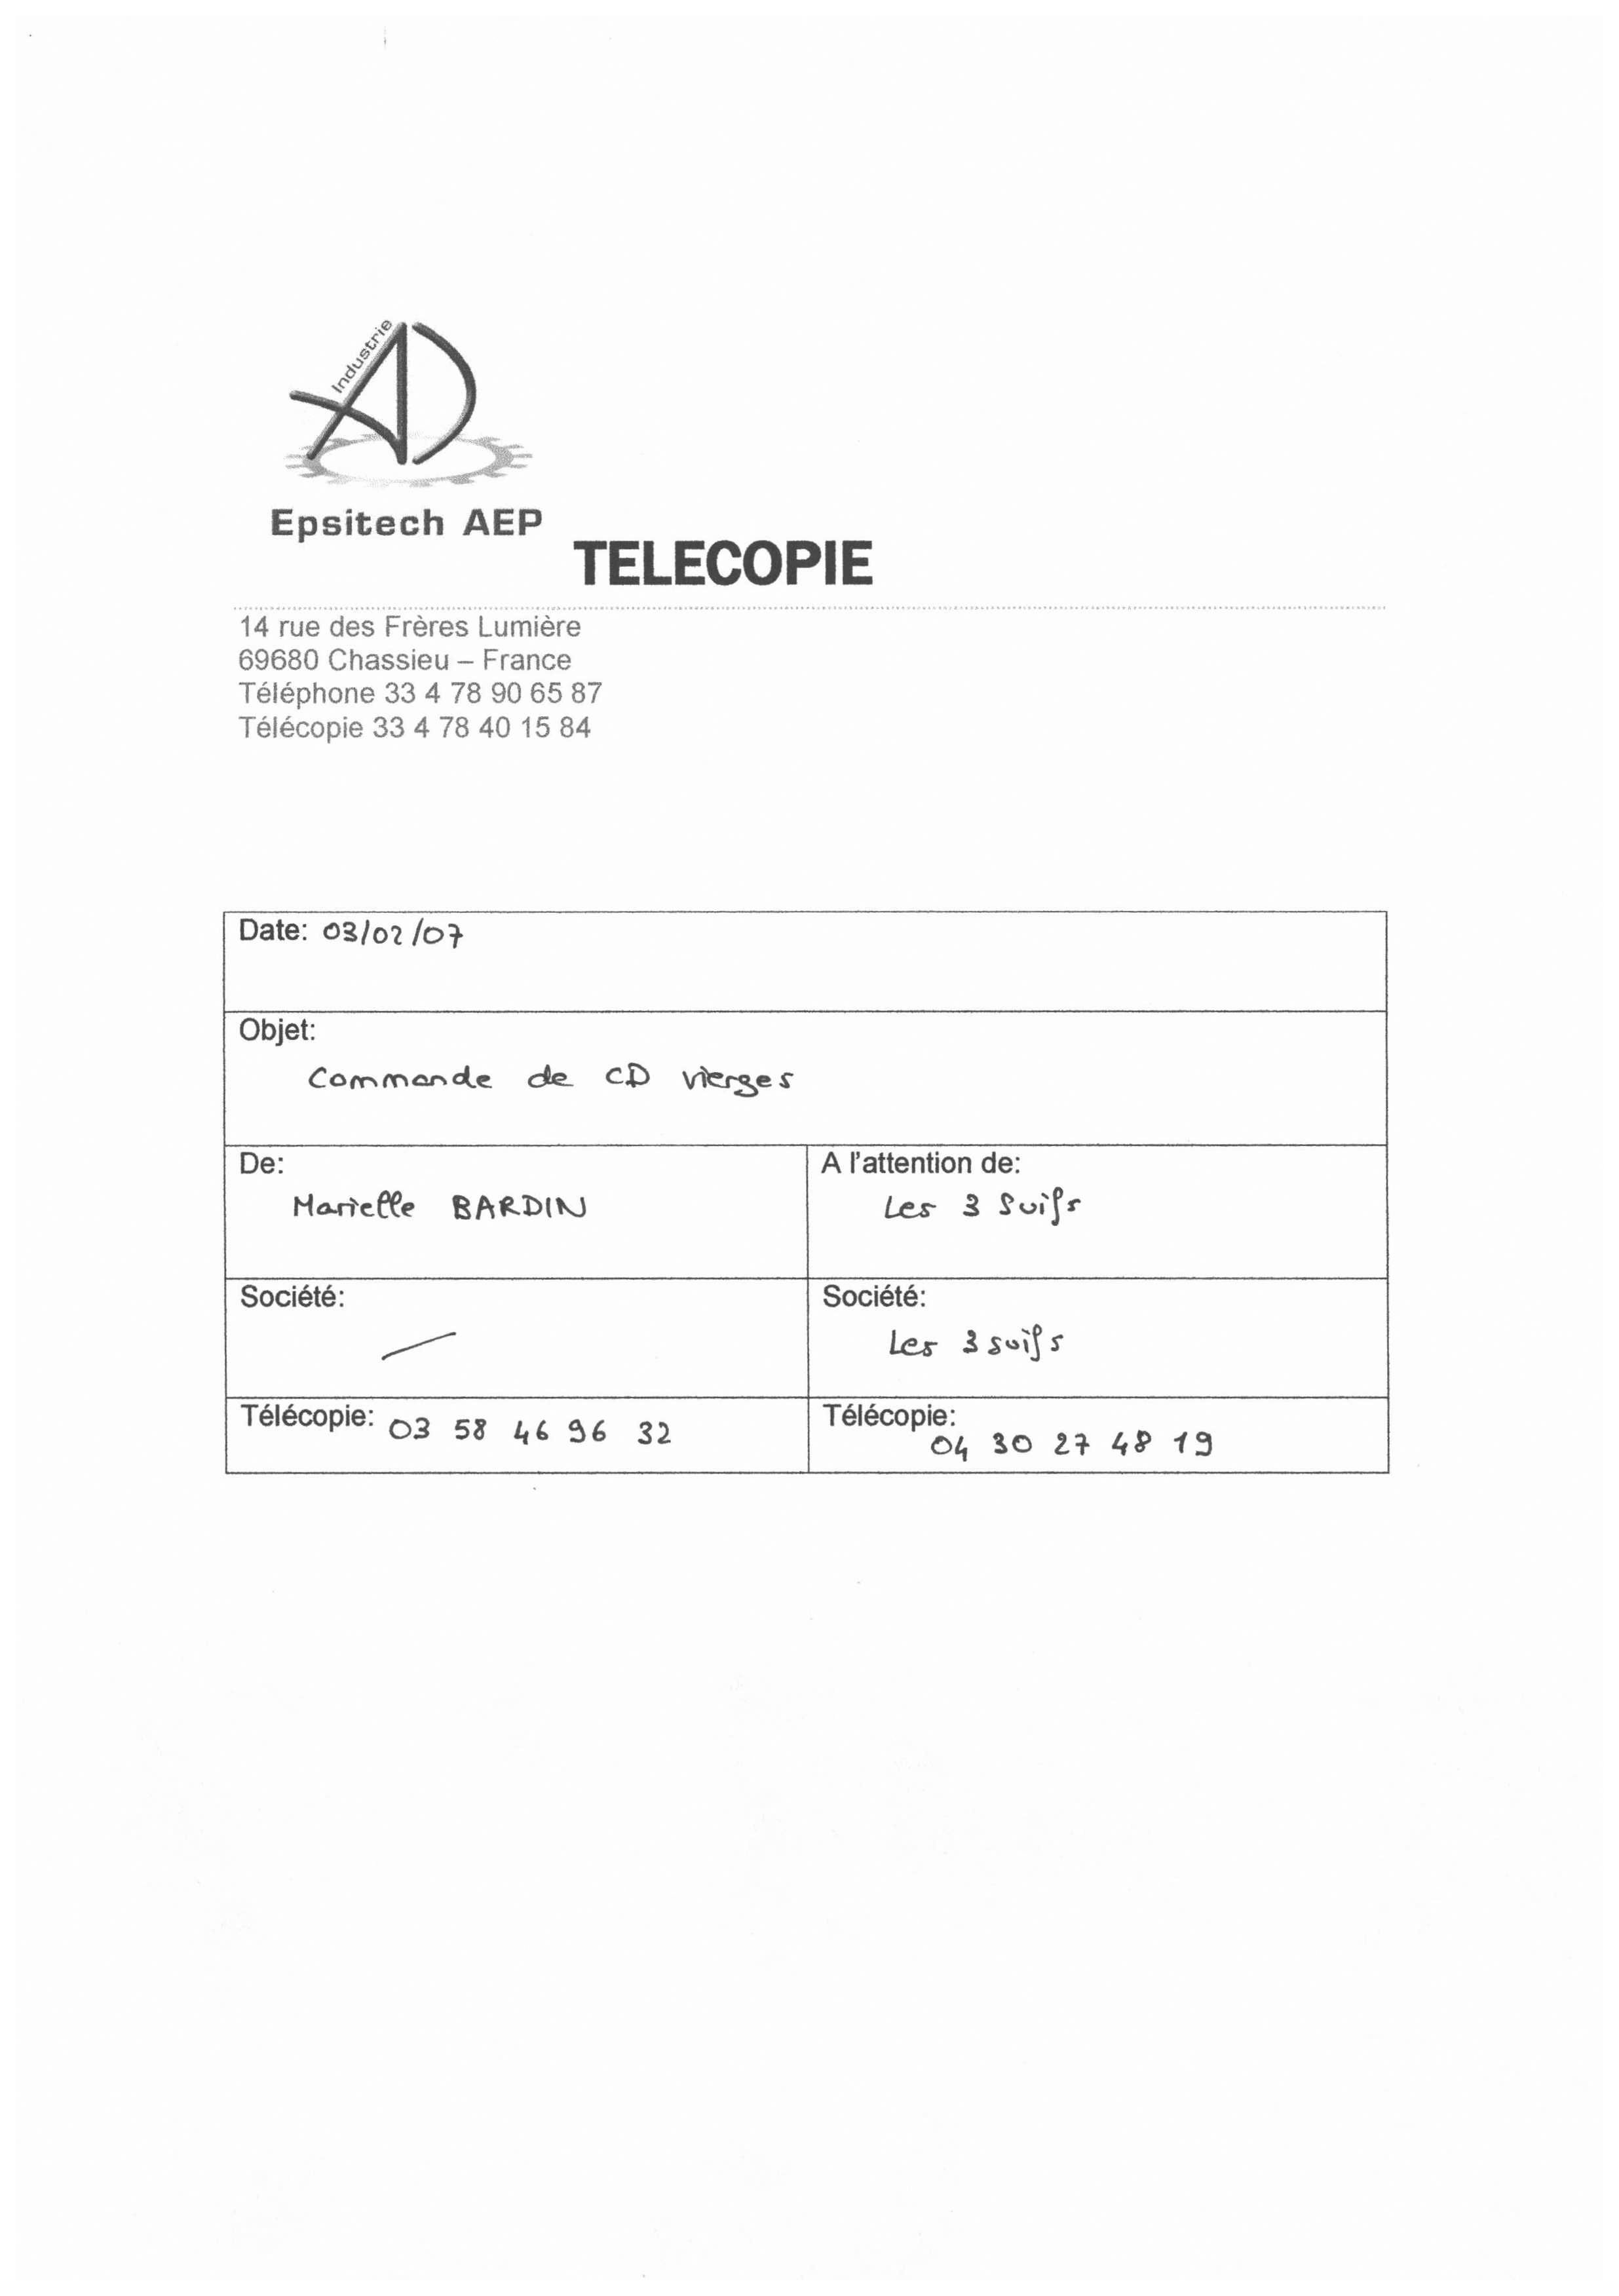 Industrie
Epsitech AEP
TELECOPIE
14 rue des Frères Lumière
69680 Chassieu – France
Téléphone 33 4 78 90 65 87
Télécopie 33 4 78 40 15 84
Date: 03/02/07
Objet:
Commande de CD vierges
De:
Marielle BARDIN
A l'attention de:
Les 3 Suifs
Société:
Société:
Les 3 suifs
Télécopie: 03 58 46 96 32
Télécopie:
04 30 27 48 19